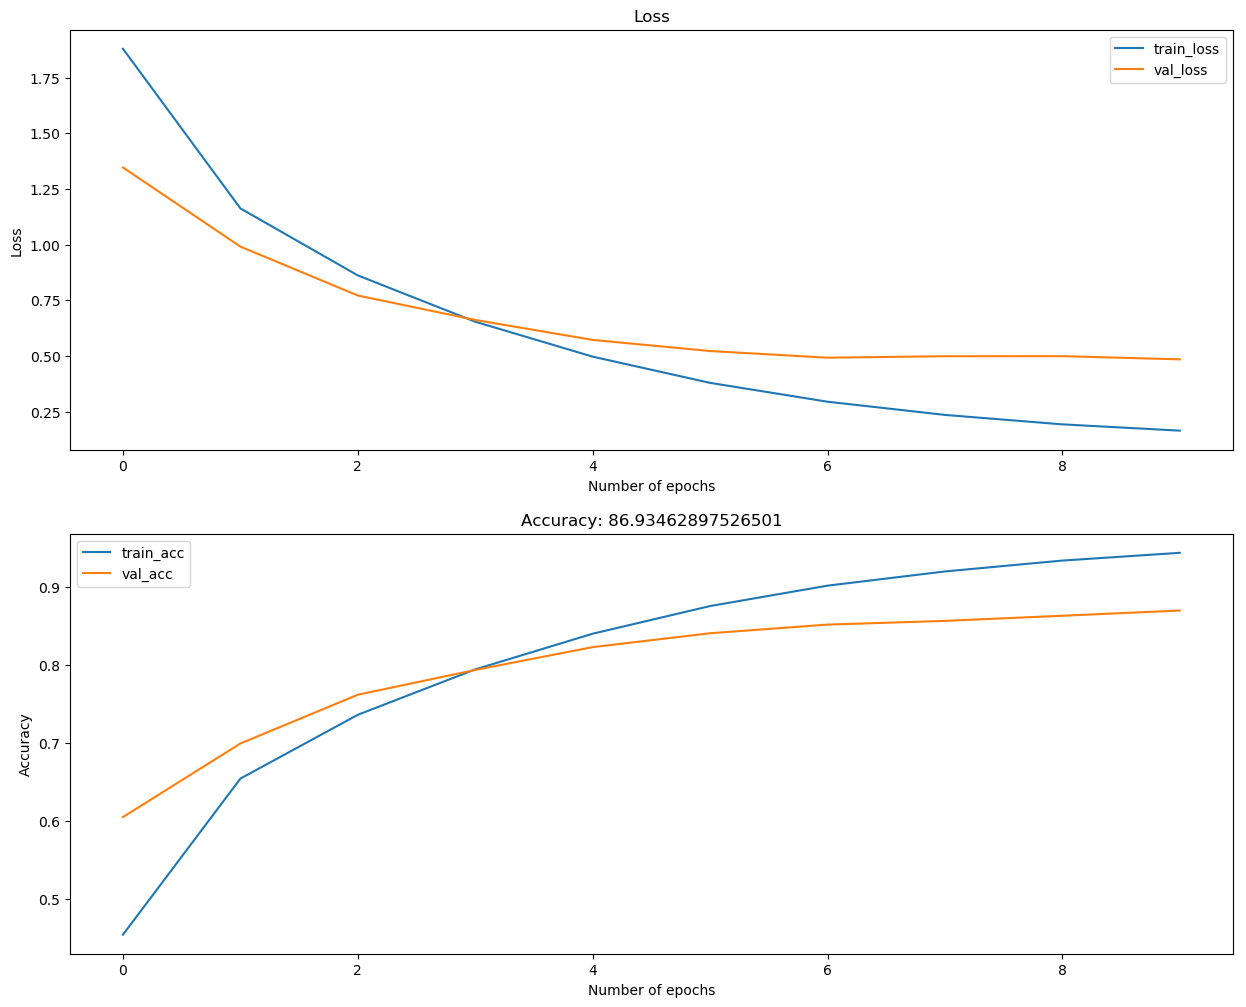 Loss
train_loss
val_loss
1.75
1.50
1.25
1.00
0.75
0.50
0.25
Loss
0 2 4 6 8
Number of epochs
Accuracy: 86.93462897526501
train_acc
val_acc
0.9
0.8
0.7
0.6
0.5
Accuracy
0 2 4 6 8
Number of epochs